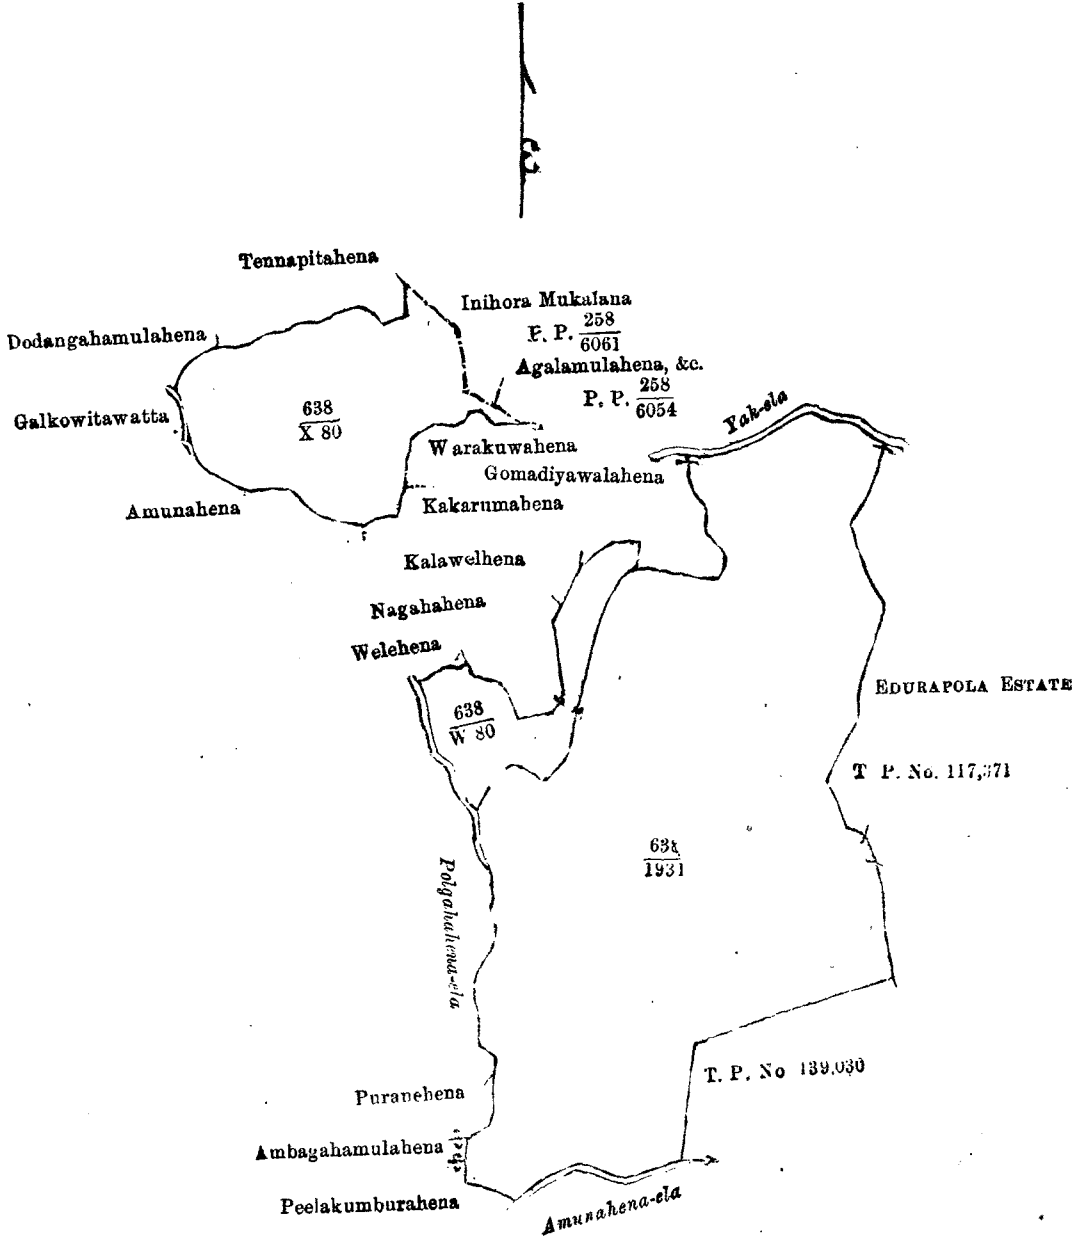 Tennapitahena
Inihora Mukalana
F. P. 258
6061
Dodangahamulahena
Agalamulahena, &c.
P. P. 258
6054
Galkowitawatta
638
X 80
Yak-ela
Warakuwahena
Gomadiyawalahena
Amunahena
Kakarumahena
Kalawelhena
Nagahahena
Welehena
EDURAPOLA ESTATE
638
W 80
T P. No. 117,371
638
1931
Polgahahena-ela
T. P. No 139,030
Puranehena
Ambagahamulahena
Peelakumburahena
Amunahena-ela